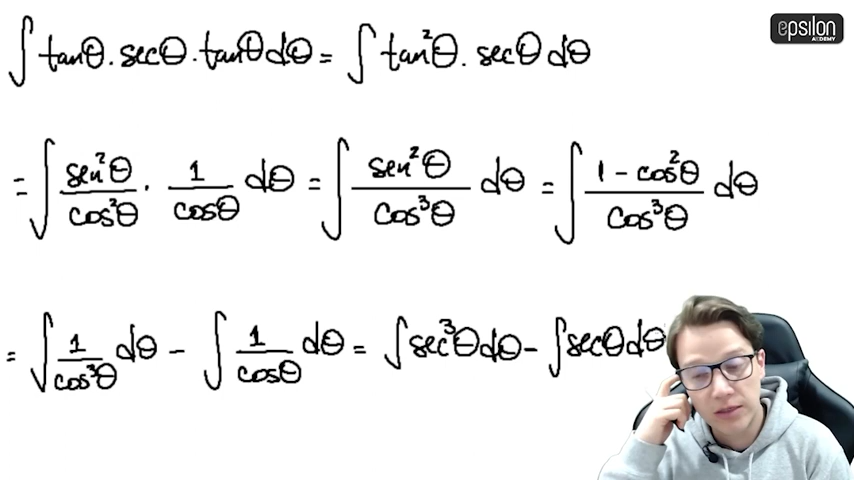 epsilon
ACADEMY
∫ tanθ . secθ . tanθ dθ = ∫ tan²θ . secθ dθ
= ∫ sen²θ/cos²θ . 1/cosθ dθ = ∫ sen²θ/cos³θ dθ = ∫ 1 - cos²θ/cos³θ dθ
= ∫ 1/cos³θ dθ - ∫ 1/cosθ dθ = ∫ sec³θ dθ - ∫ secθ dθ